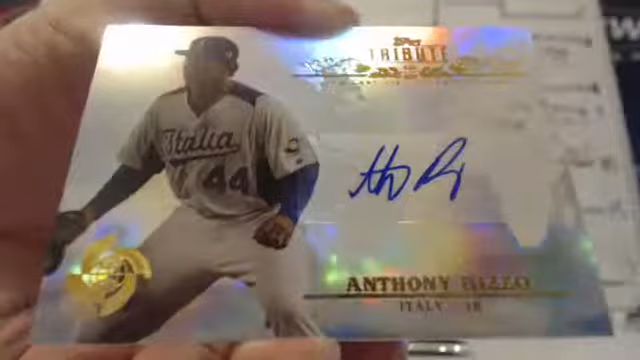 Topps
TRIBUTE
Italia
44
ANTHONY RIZZO
ITALY - 1B